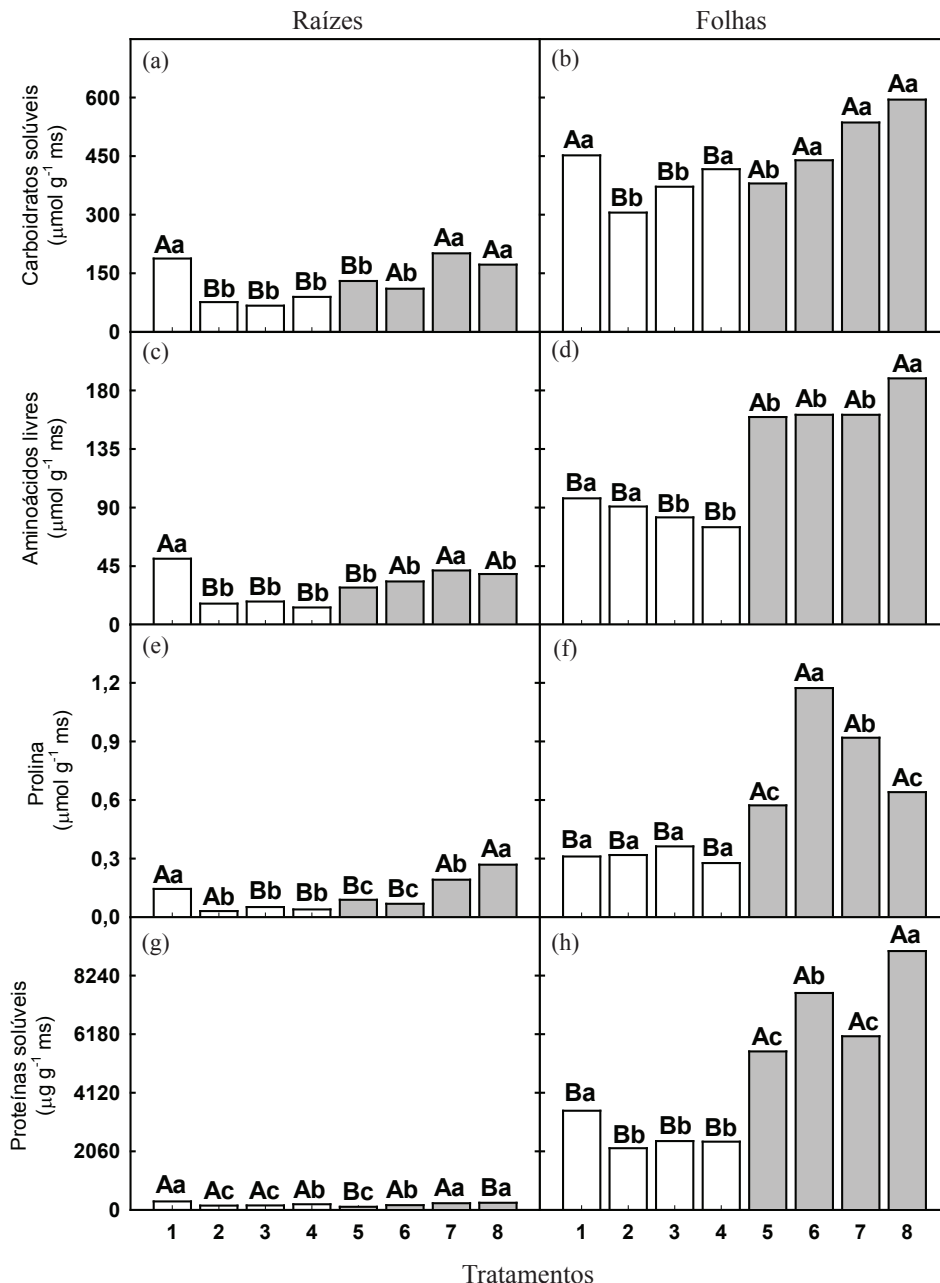 Raízes Folhas
(a) (b)
Carboidratos solúveis
(µmol g-1 ms)
600
450
300
150
0
Aa Bb Bb Bb Bb Ab Aa Aa
Aa Bb Bb Ba Ab Aa Aa Aa
(c) (d)
Aminoácidos livres
(µmol g-1 ms)
180
135
90
45
0
Aa Bb Bb Bb Bb Ab Aa Ab
Ba Ba Bb Bb Ab Ab Ab Aa
(e) (f)
Prolina
(µmol g-1 ms)
1,2
0,9
0,6
0,3
0,0
Aa Ab Bb Bb Bc Bc Ab Aa
Ba Ba Ba Ba Ac Aa Ab Ac
(g) (h)
Proteínas solúveis
(µg g-1 ms)
8240
6180
4120
2060
0
Aa Ac Ac Ab Bc Ab Aa Ba
Ba Bb Bb Bb Ac Ab Ac Aa
1 2 3 4 5 6 7 8 1 2 3 4 5 6 7 8
Tratamentos